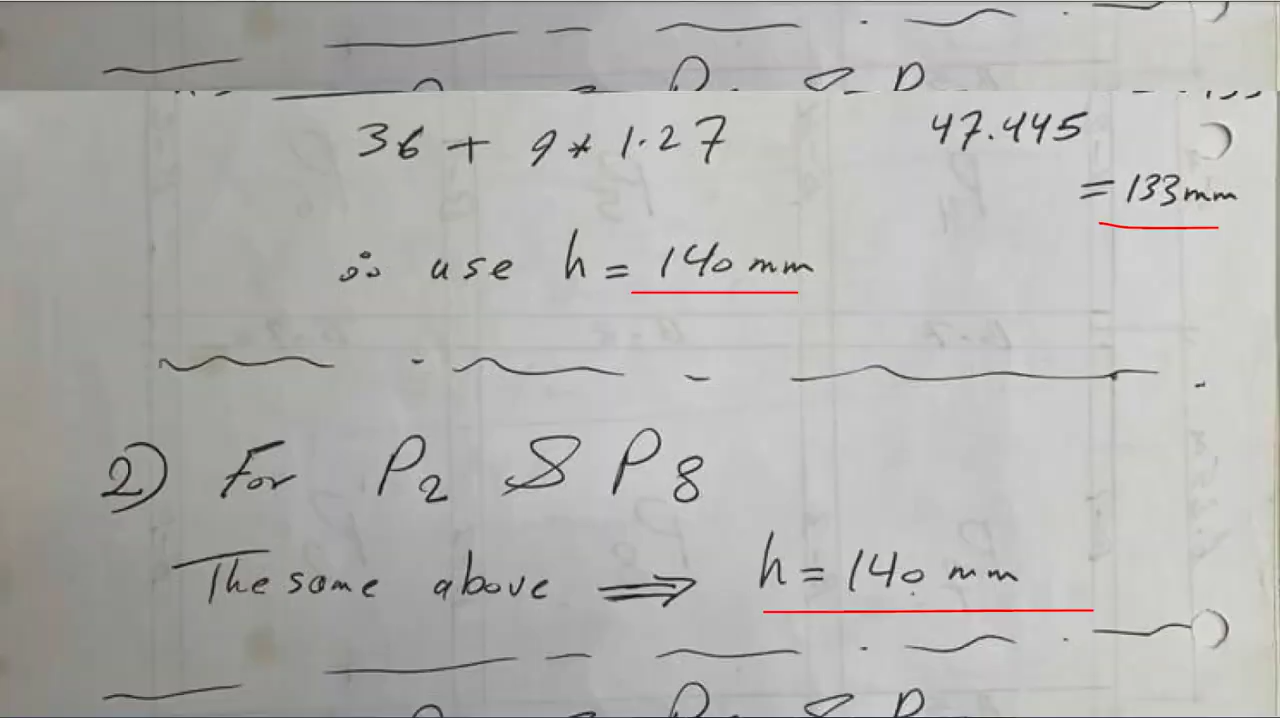 36 + 9 * 1.27 47.445
= 133 mm
∴ use h = 140 mm
2) For P2 & P8
The same above ⟹ h = 140 mm